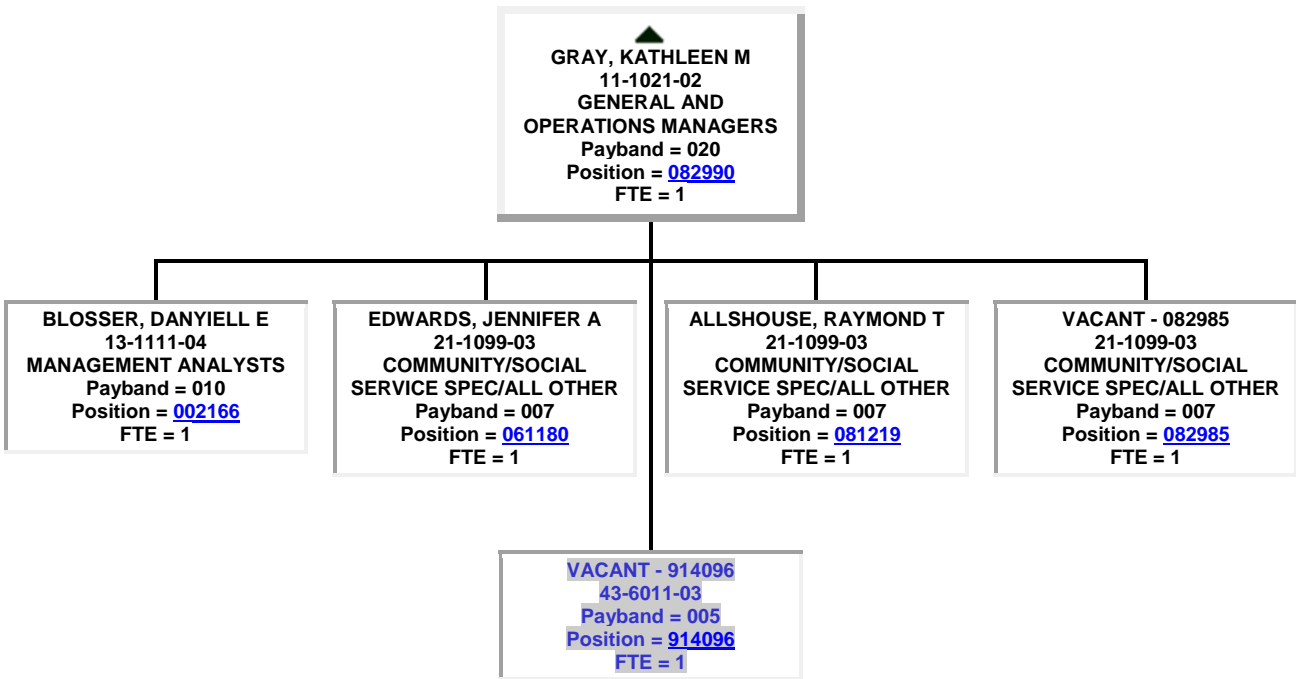 GRAY, KATHLEEN M
11-1021-02
GENERAL AND
OPERATIONS MANAGERS
Payband = 020
Position = 082990
FTE = 1
BLOSSER, DANYIELL E
13-1111-04
MANAGEMENT ANALYSTS
Payband = 010
Position = 002166
FTE = 1
EDWARDS, JENNIFER A
21-1099-03
COMMUNITY/SOCIAL
SERVICE SPEC/ALL OTHER
Payband = 007
Position = 061180
FTE = 1
ALLSHOUSE, RAYMOND T
21-1099-03
COMMUNITY/SOCIAL
SERVICE SPEC/ALL OTHER
Payband = 007
Position = 081219
FTE = 1
VACANT - 082985
21-1099-03
COMMUNITY/SOCIAL
SERVICE SPEC/ALL OTHER
Payband = 007
Position = 082985
FTE = 1
VACANT - 914096
43-6011-03
Payband = 005
Position = 914096
FTE = 1